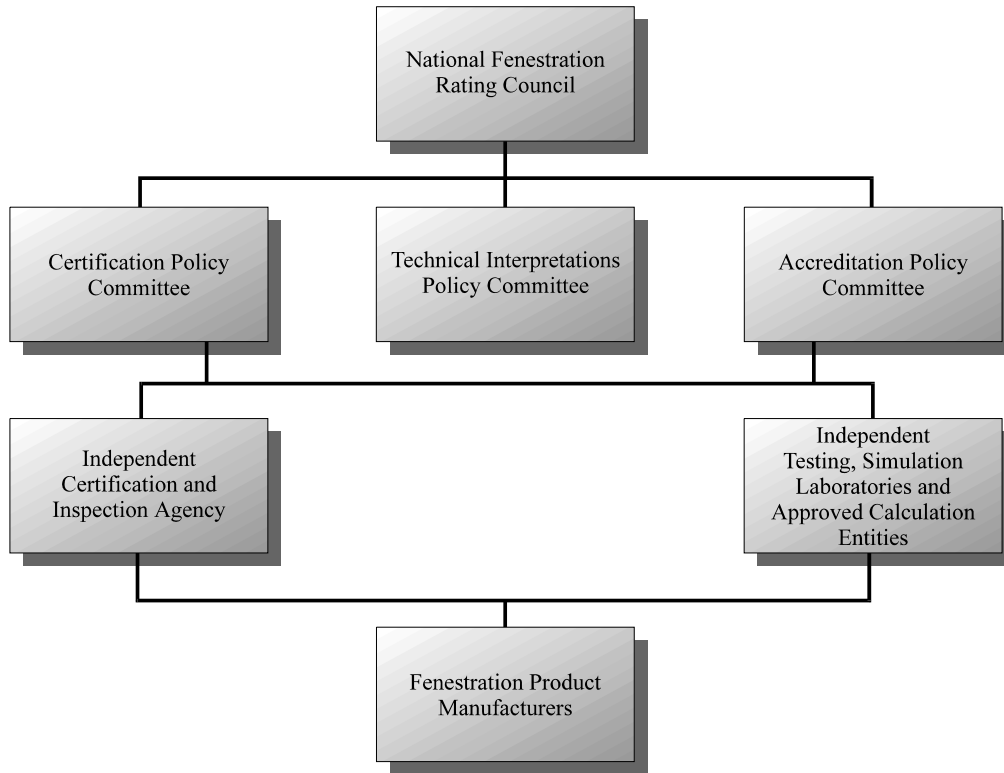 National Fenestration
Rating Council
Certification Policy
Committee
Technical Interpretations
Policy Committee
Accreditation Policy
Committee
Independent
Certification and
Inspection Agency
Independent
Testing, Simulation
Laboratories and
Approved Calculation
Entities
Fenestration Product
Manufacturers